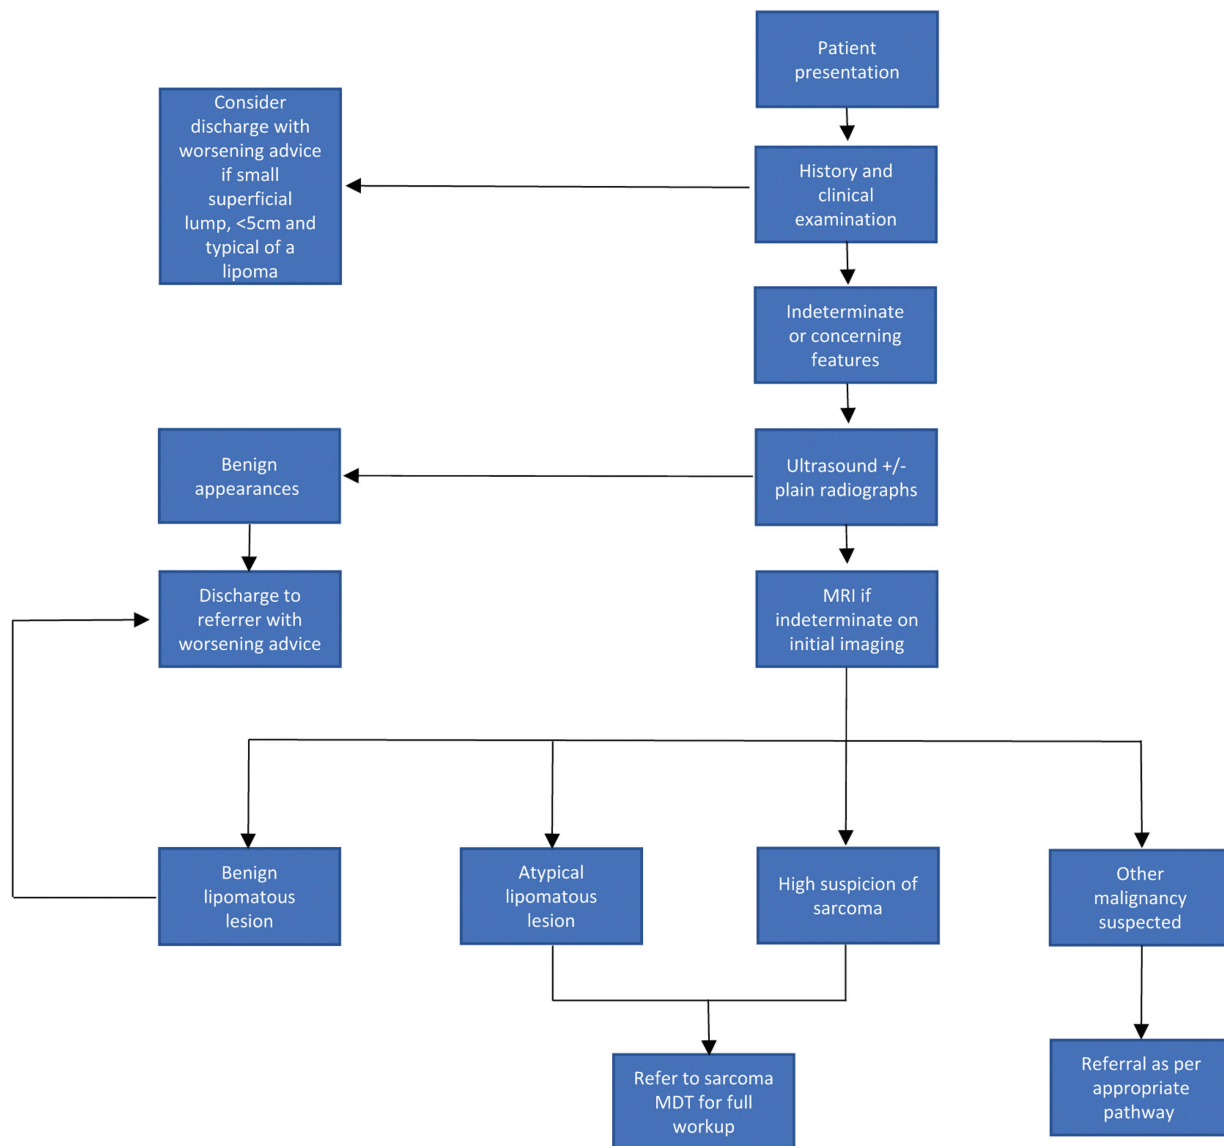 Patient
presentation
Consider
discharge with
worsening advice
if small
superficial
lump, <5cm and
typical of a
lipoma
History and
clinical
examination
Indeterminate
or concerning
features
Benign
appearances
Ultrasound +/-
plain radiographs
Discharge to
referrer with
worsening advice
MRI if
indeterminate on
initial imaging
Benign
lipomatous
lesion
Atypical
lipomatous
lesion
High suspicion of
sarcoma
Other
malignancy
suspected
Refer to sarcoma
MDT for full
workup
Referral as per
appropriate
pathway